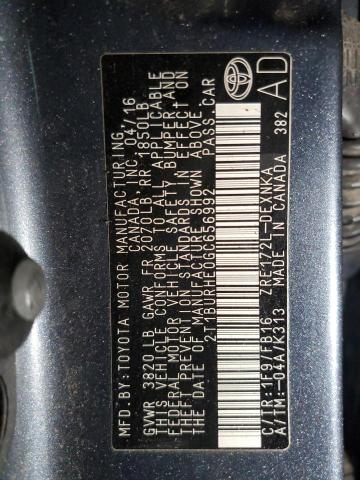 MFD.BY:TOYOTA MOTOR MANUFACTURING
CANADA, INC. 04/16
GVWR 3820LB GAWR FR 2070LB RR 1850LB
THIS VEHICLE CONFORMS TO ALL APPLICABLE
FEDERAL MOTOR VEHICLE SAFETY BUMPER AND
THEFT PREVENTION STANDARDS IN EFFECT ON
THE DATE OF MANUFACTURE SHOWN ABOVE.
2T1BURHE0GC656992 PASS.CAR
C/TR:1F9/FB16 ZRE172L-DEXNKA
A/TM:-04A/K313 MADE IN CANADA 382
AD